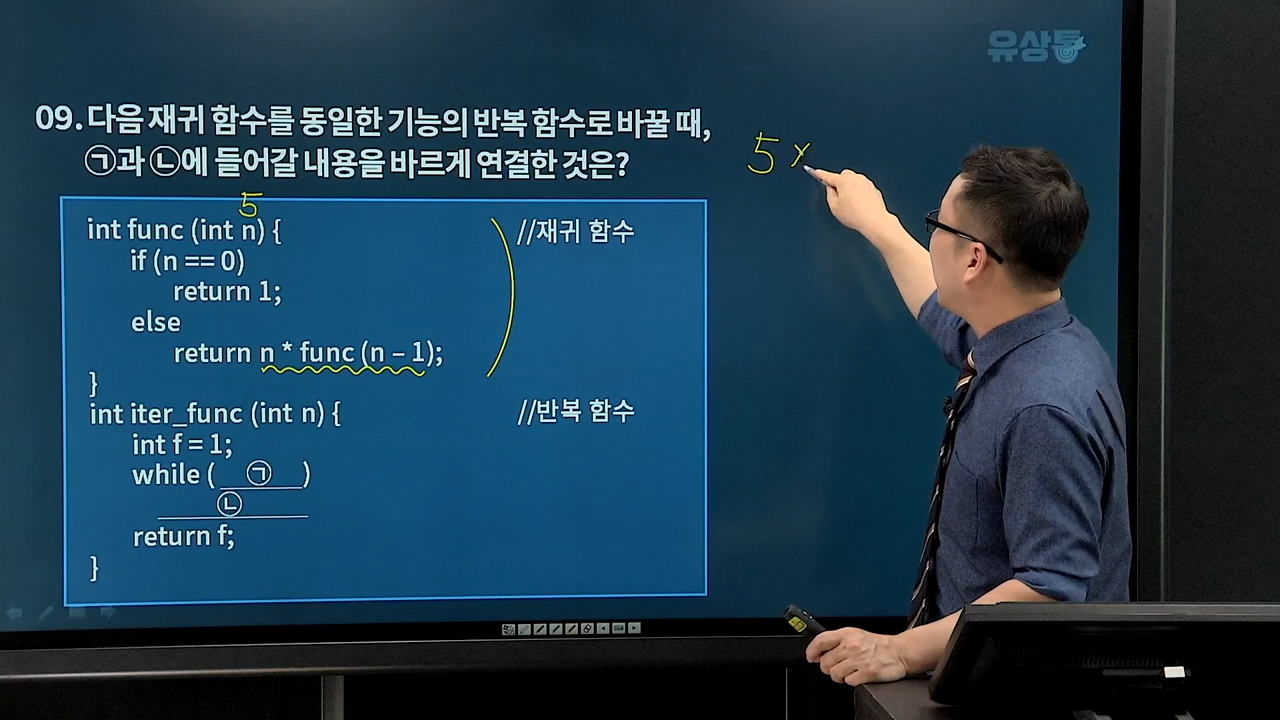 유상통
09. 다음 재귀 함수를 동일한 기능의 반복 함수로 바꿀 때,
㉠과 ㉡에 들어갈 내용을 바르게 연결한 것은?
5 x
5
int func (int n) { //재귀 함수
if (n == 0)
return 1;
else
return n * func (n – 1);
}
int iter_func (int n) { //반복 함수
int f = 1;
while ( ㉠ )
㉡
return f;
}